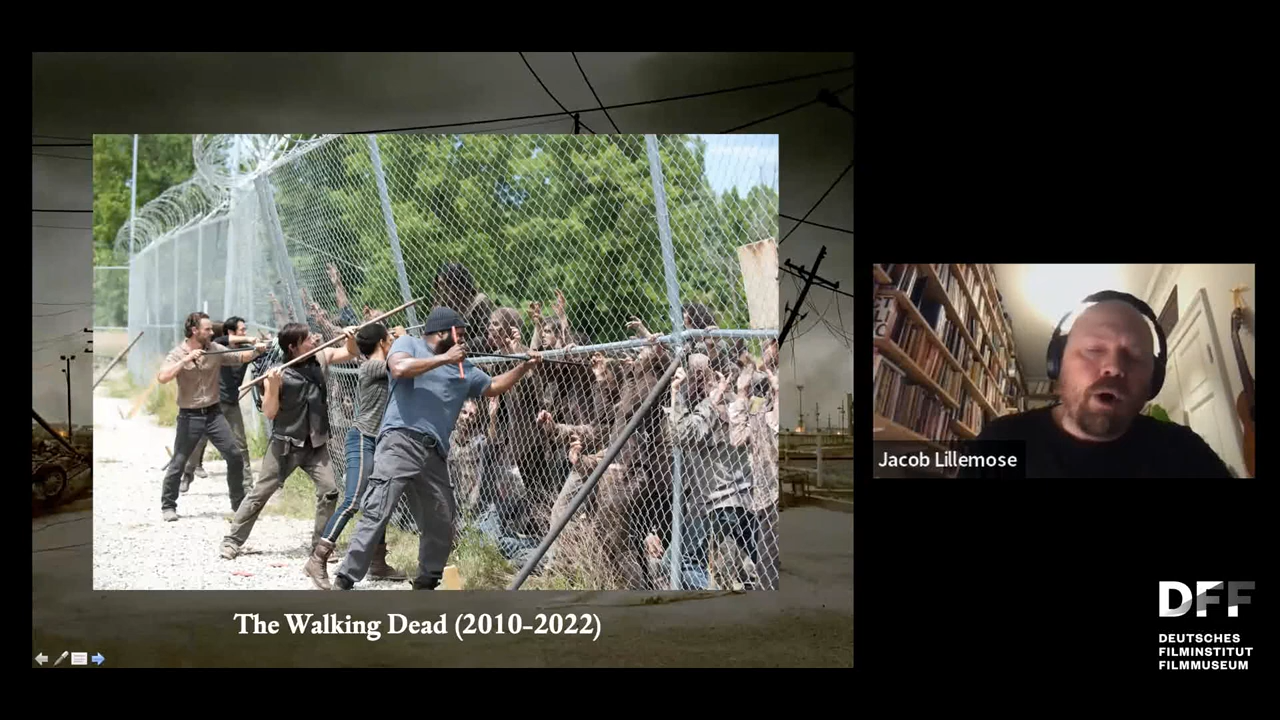 The Walking Dead (2010-2022)
Jacob Lillemose
DFF
DEUTSCHES
FILMINSTITUT
FILMMUSEUM